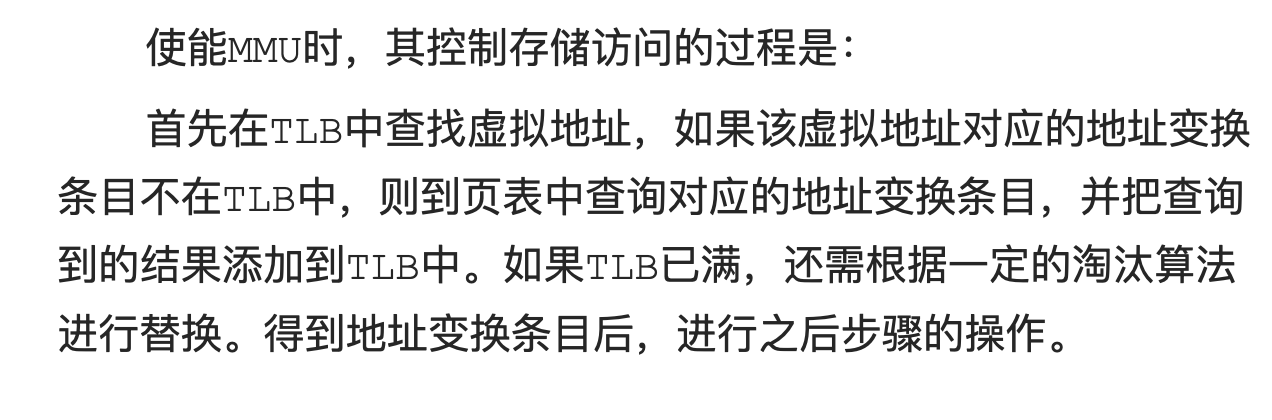 使能MMU时，其控制存储访问的过程是：
首先在TLB中查找虚拟地址，如果该虚拟地址对应的地址变换
条目不在TLB中，则到页表中查询对应的地址变换条目，并把查询
到的结果添加到TLB中。如果TLB已满，还需根据一定的淘汰算法
进行替换。得到地址变换条目后，进行之后步骤的操作。